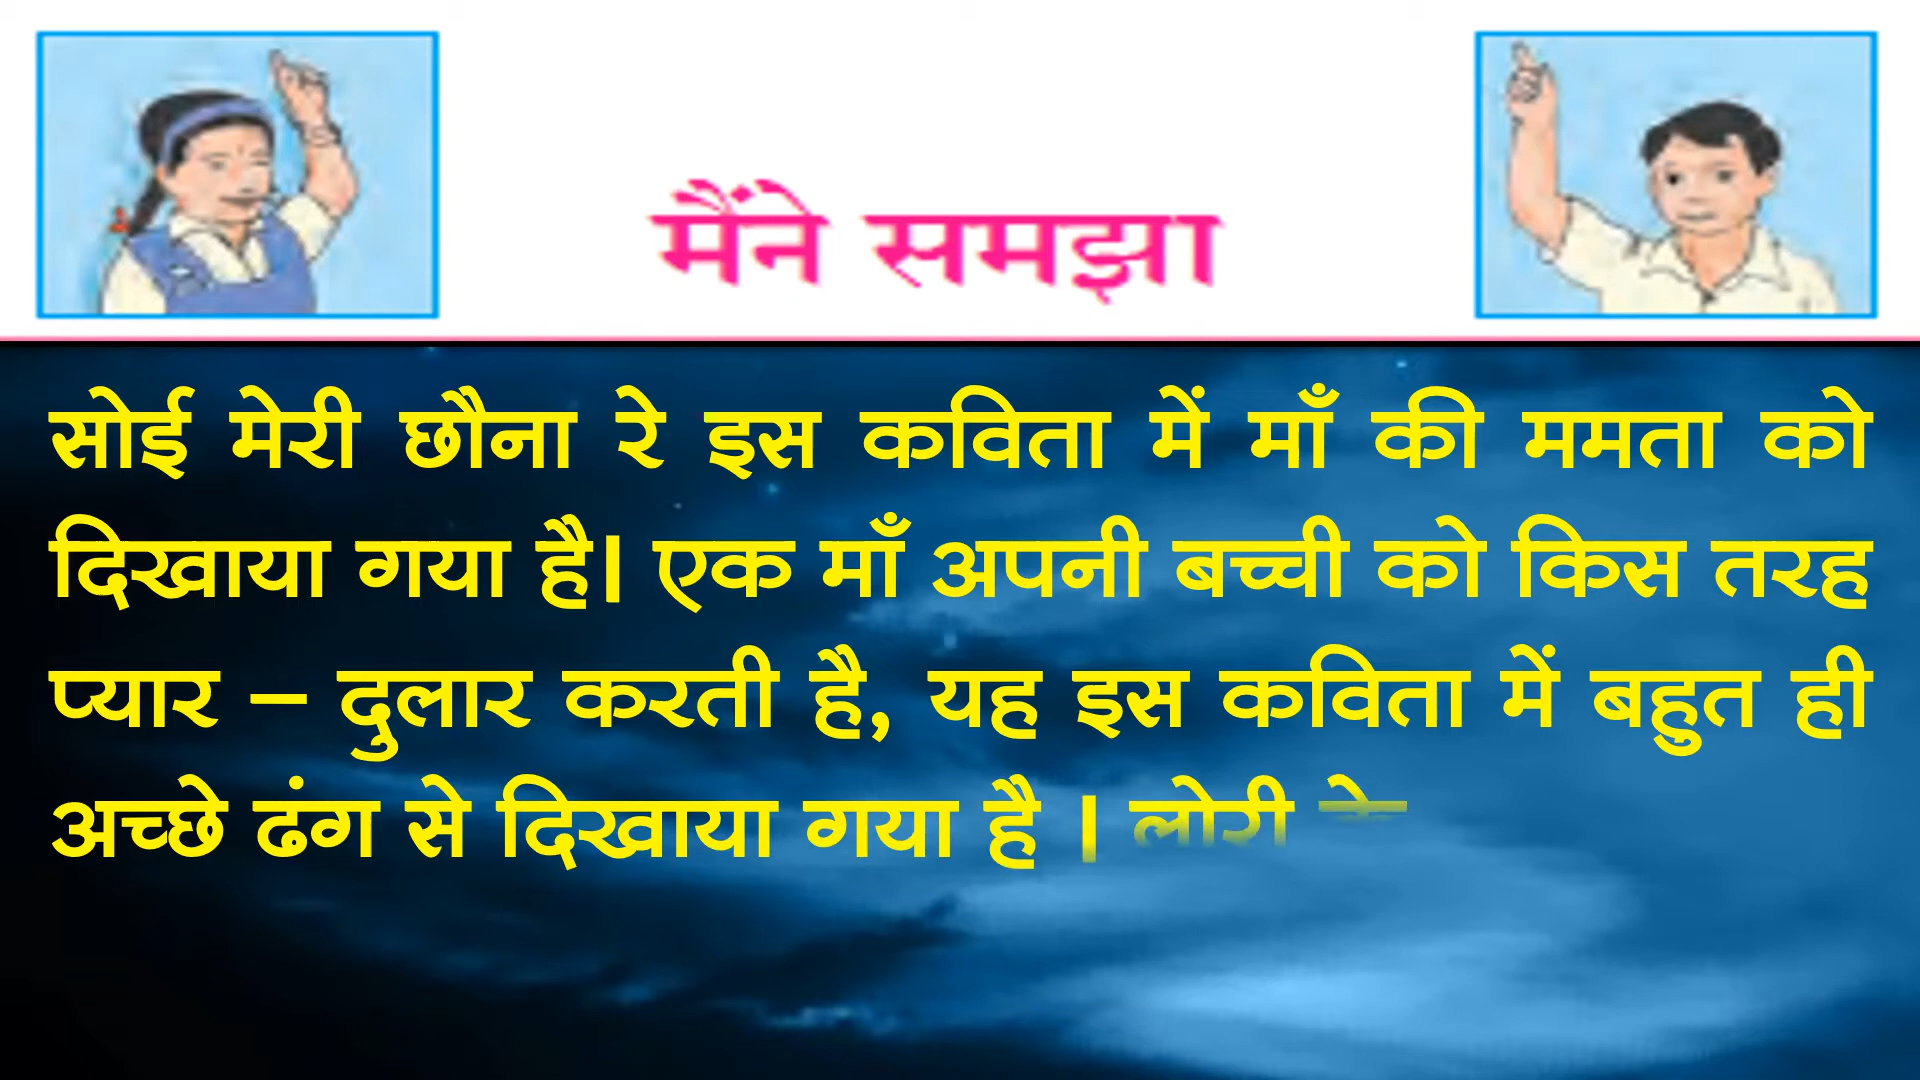 मैंने समझा
सोई मेरी छौना रे इस कविता में माँ की ममता को
दिखाया गया है। एक माँ अपनी बच्ची को किस तरह
प्यार – दुलार करती है, यह इस कविता में बहुत ही
अच्छे ढंग से दिखाया गया है । लोरी